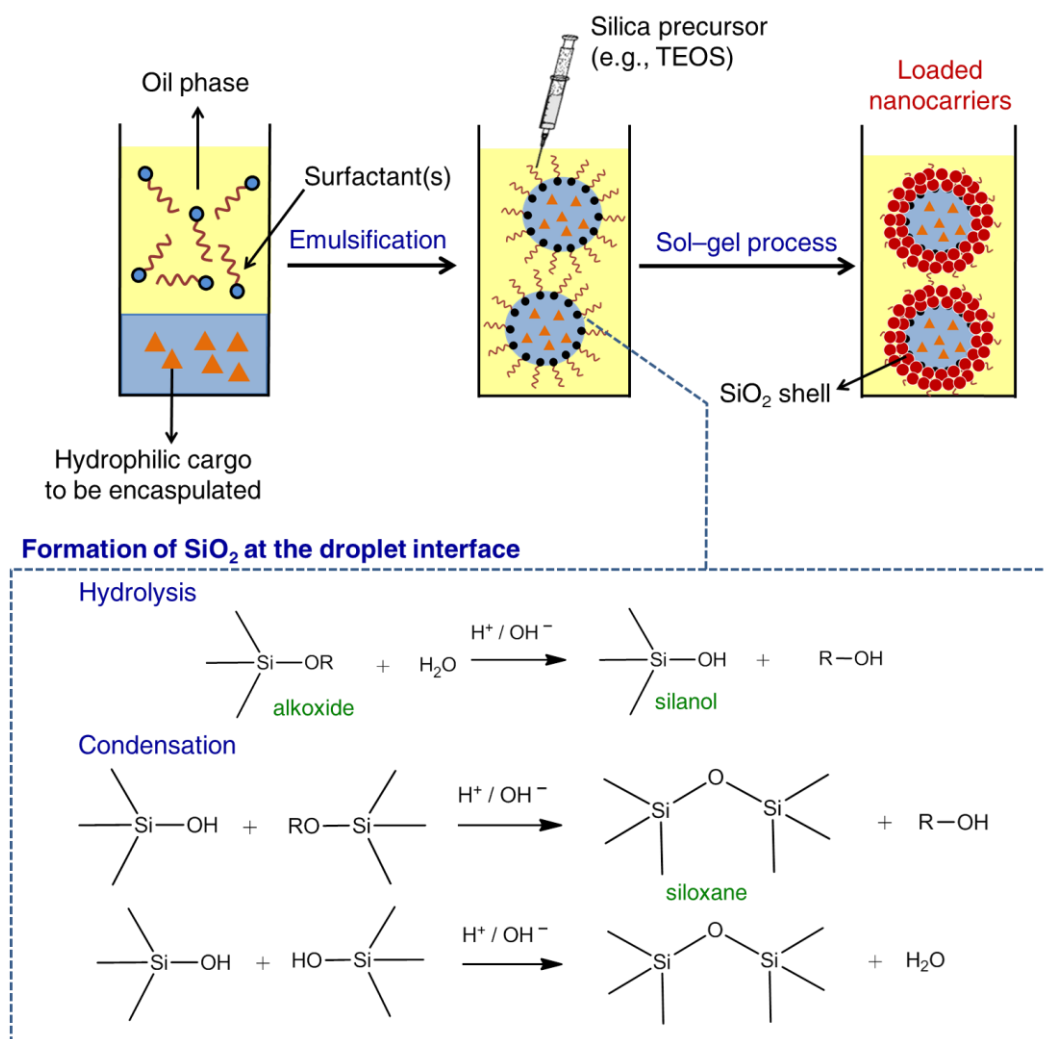 Silica precursor
(e.g., TEOS)
Oil phase
Loaded
nanocarriers
Surfactant(s)
Emulsification
Sol–gel process
SiO₂ shell
Hydrophilic cargo
to be encaspulated
Formation of SiO₂ at the droplet interface
Hydrolysis
Si OR + H₂O H⁺ / OH⁻ Si OH + R OH
alkoxide silanol
Condensation
Si OH + RO Si H⁺ / OH⁻ Si O Si + R OH
siloxane
Si OH + HO Si H⁺ / OH⁻ Si O Si + H₂O